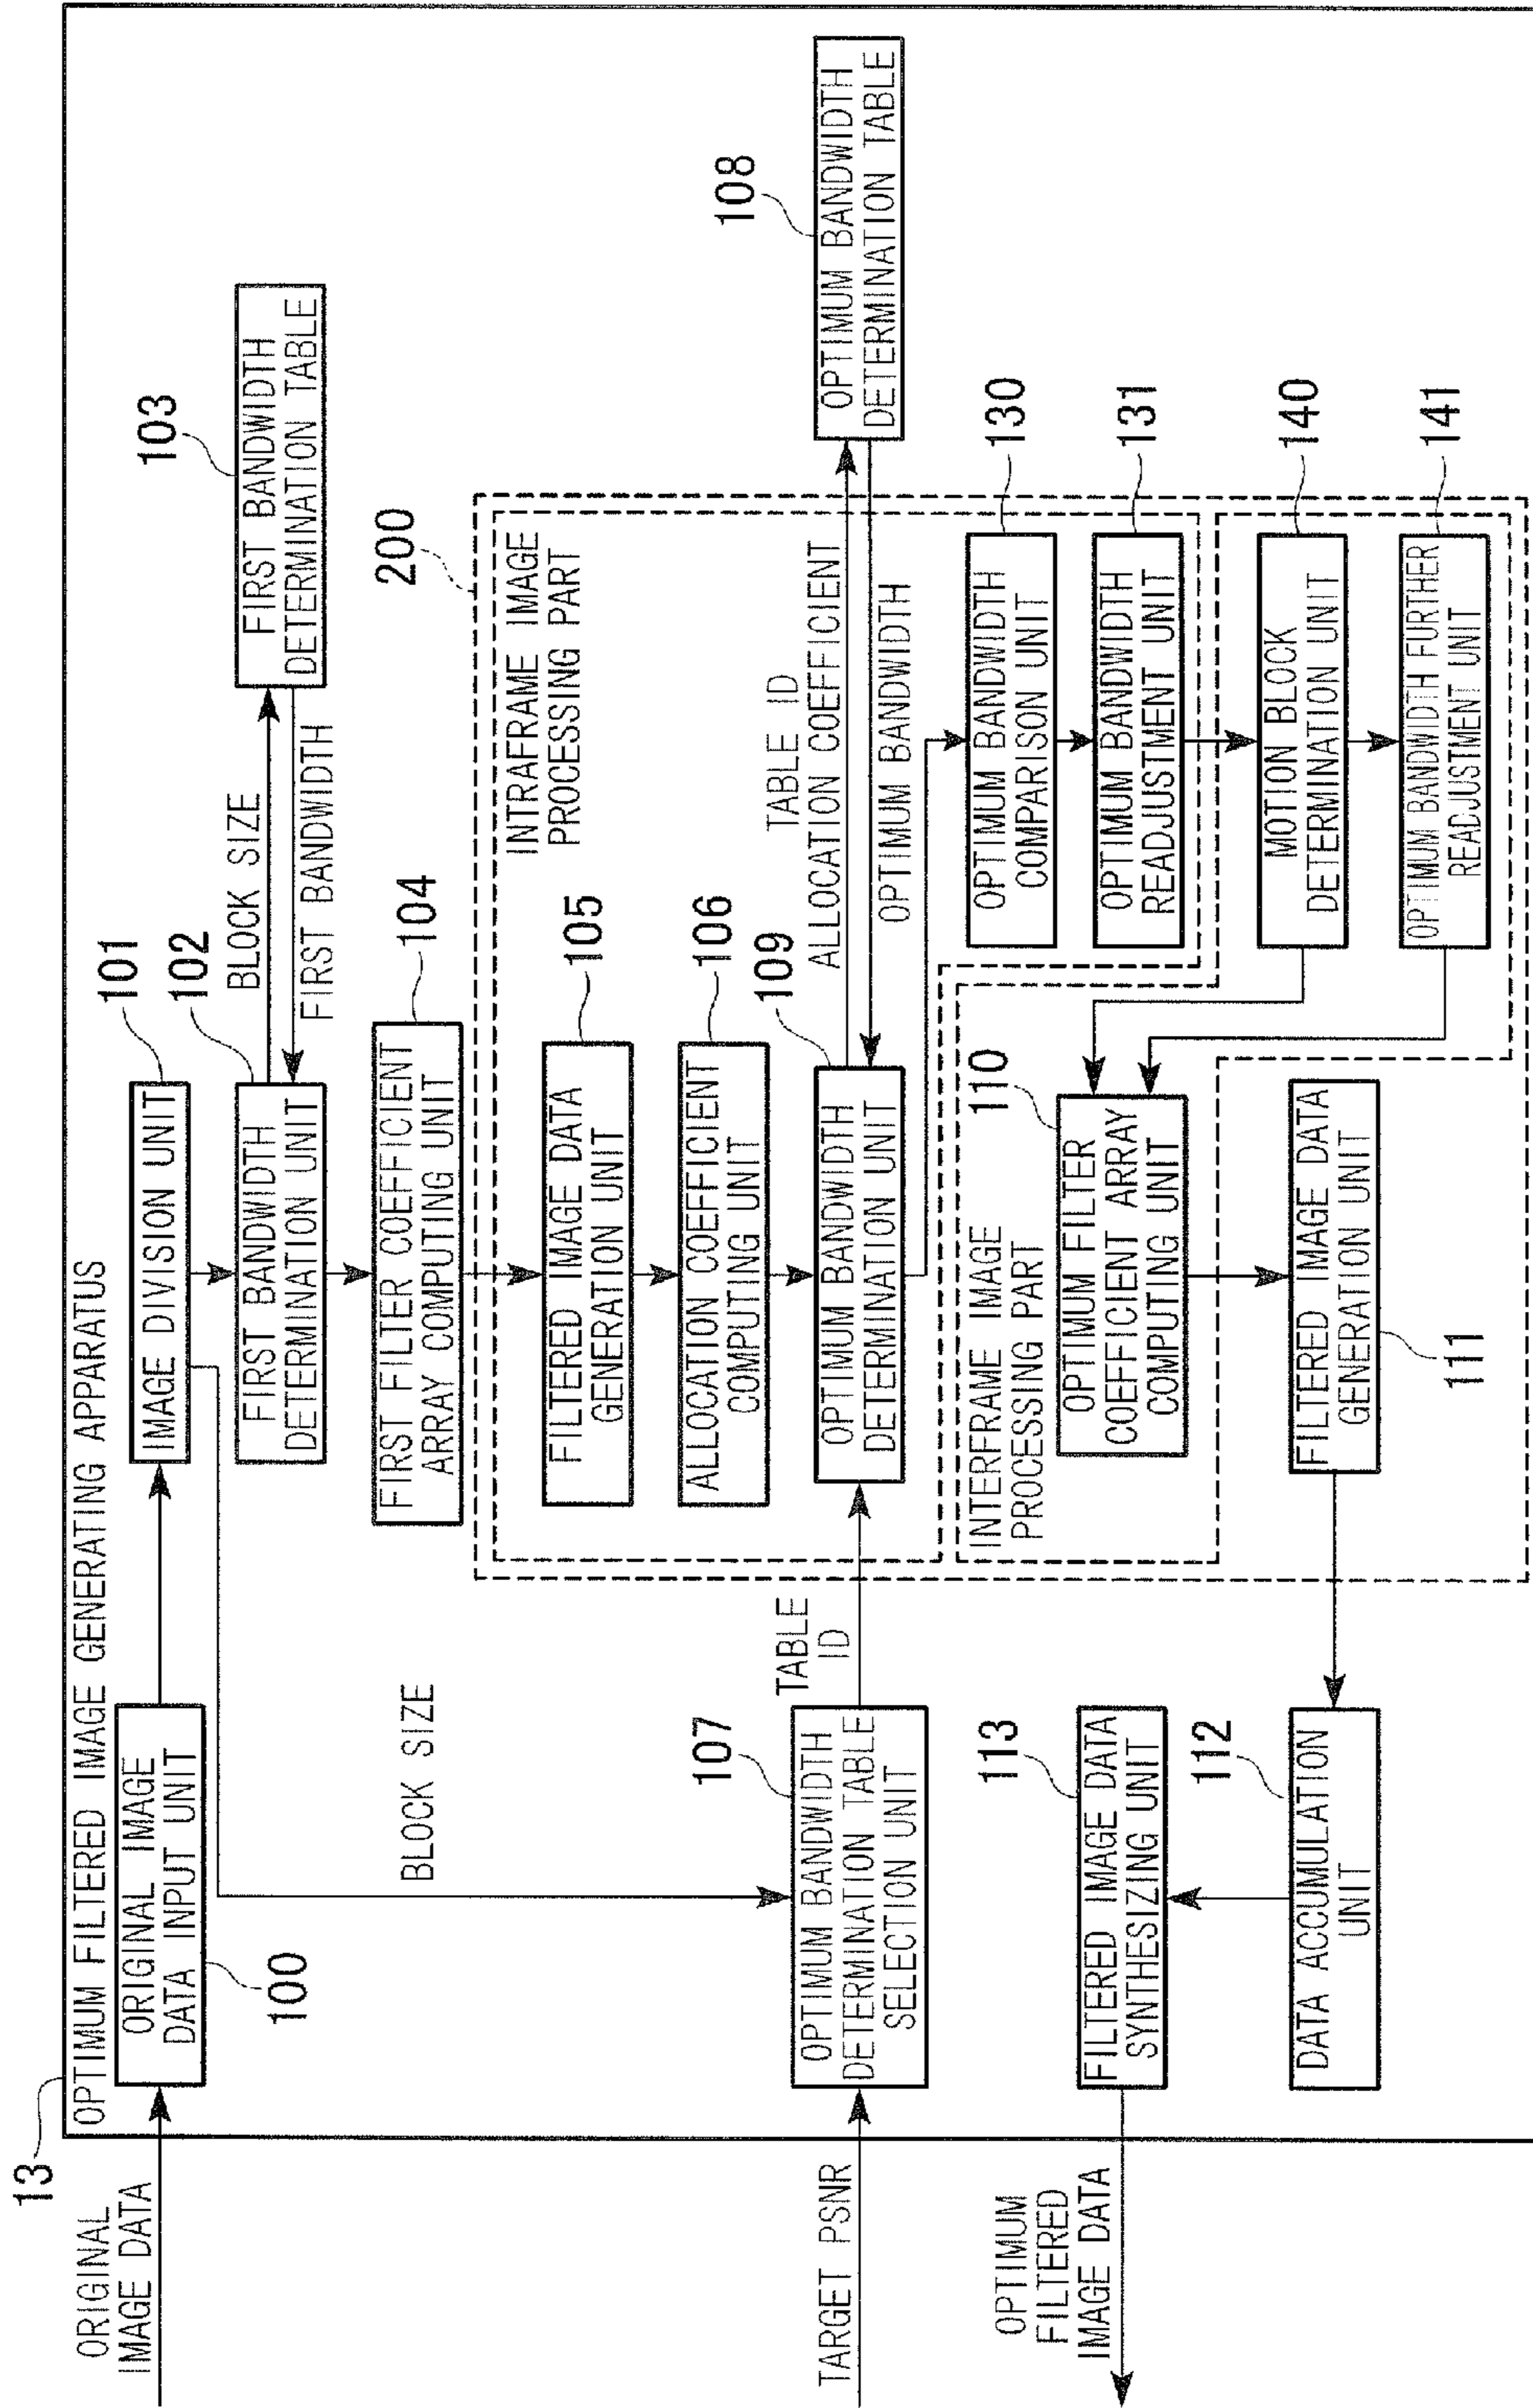 13
OPTIMUM FILTERED IMAGE GENERATING APPARATUS
ORIGINAL
IMAGE DATA
ORIGINAL IMAGE
DATA INPUT UNIT
100
IMAGE DIVISION UNIT
101
FIRST BANDWIDTH
DETERMINATION UNIT
102
BLOCK SIZE
FIRST BANDWIDTH
FIRST BANDWIDTH
DETERMINATION TABLE
103
FIRST FILTER COEFFICIENT
ARRAY COMPUTING UNIT
104
BLOCK SIZE
200
INTRAFRAME IMAGE
PROCESSING PART
FILTERED IMAGE DATA
GENERATION UNIT
105
ALLOCATION COEFFICIENT
COMPUTING UNIT
106
TARGET PSNR
OPTIMUM BANDWIDTH
DETERMINATION TABLE
SELECTION UNIT
107
TABLE
ID
OPTIMUM BANDWIDTH
DETERMINATION UNIT
109
TABLE ID
ALLOCATION COEFFICIENT
OPTIMUM BANDWIDTH
OPTIMUM BANDWIDTH
DETERMINATION TABLE
108
OPTIMUM BANDWIDTH
COMPARISON UNIT
130
OPTIMUM BANDWIDTH
READJUSTMENT UNIT
131
INTERFRAME IMAGE
PROCESSING PART
OPTIMUM FILTER
COEFFICIENT ARRAY
COMPUTING UNIT
110
MOTION BLOCK
DETERMINATION UNIT
140
OPTIMUM BANDWIDTH FURTHER
READJUSTMENT UNIT
141
FILTERED IMAGE DATA
GENERATION UNIT
111
OPTIMUM
FILTERED
IMAGE DATA
FILTERED IMAGE DATA
SYNTHESIZING UNIT
113
DATA ACCUMULATION
UNIT
112